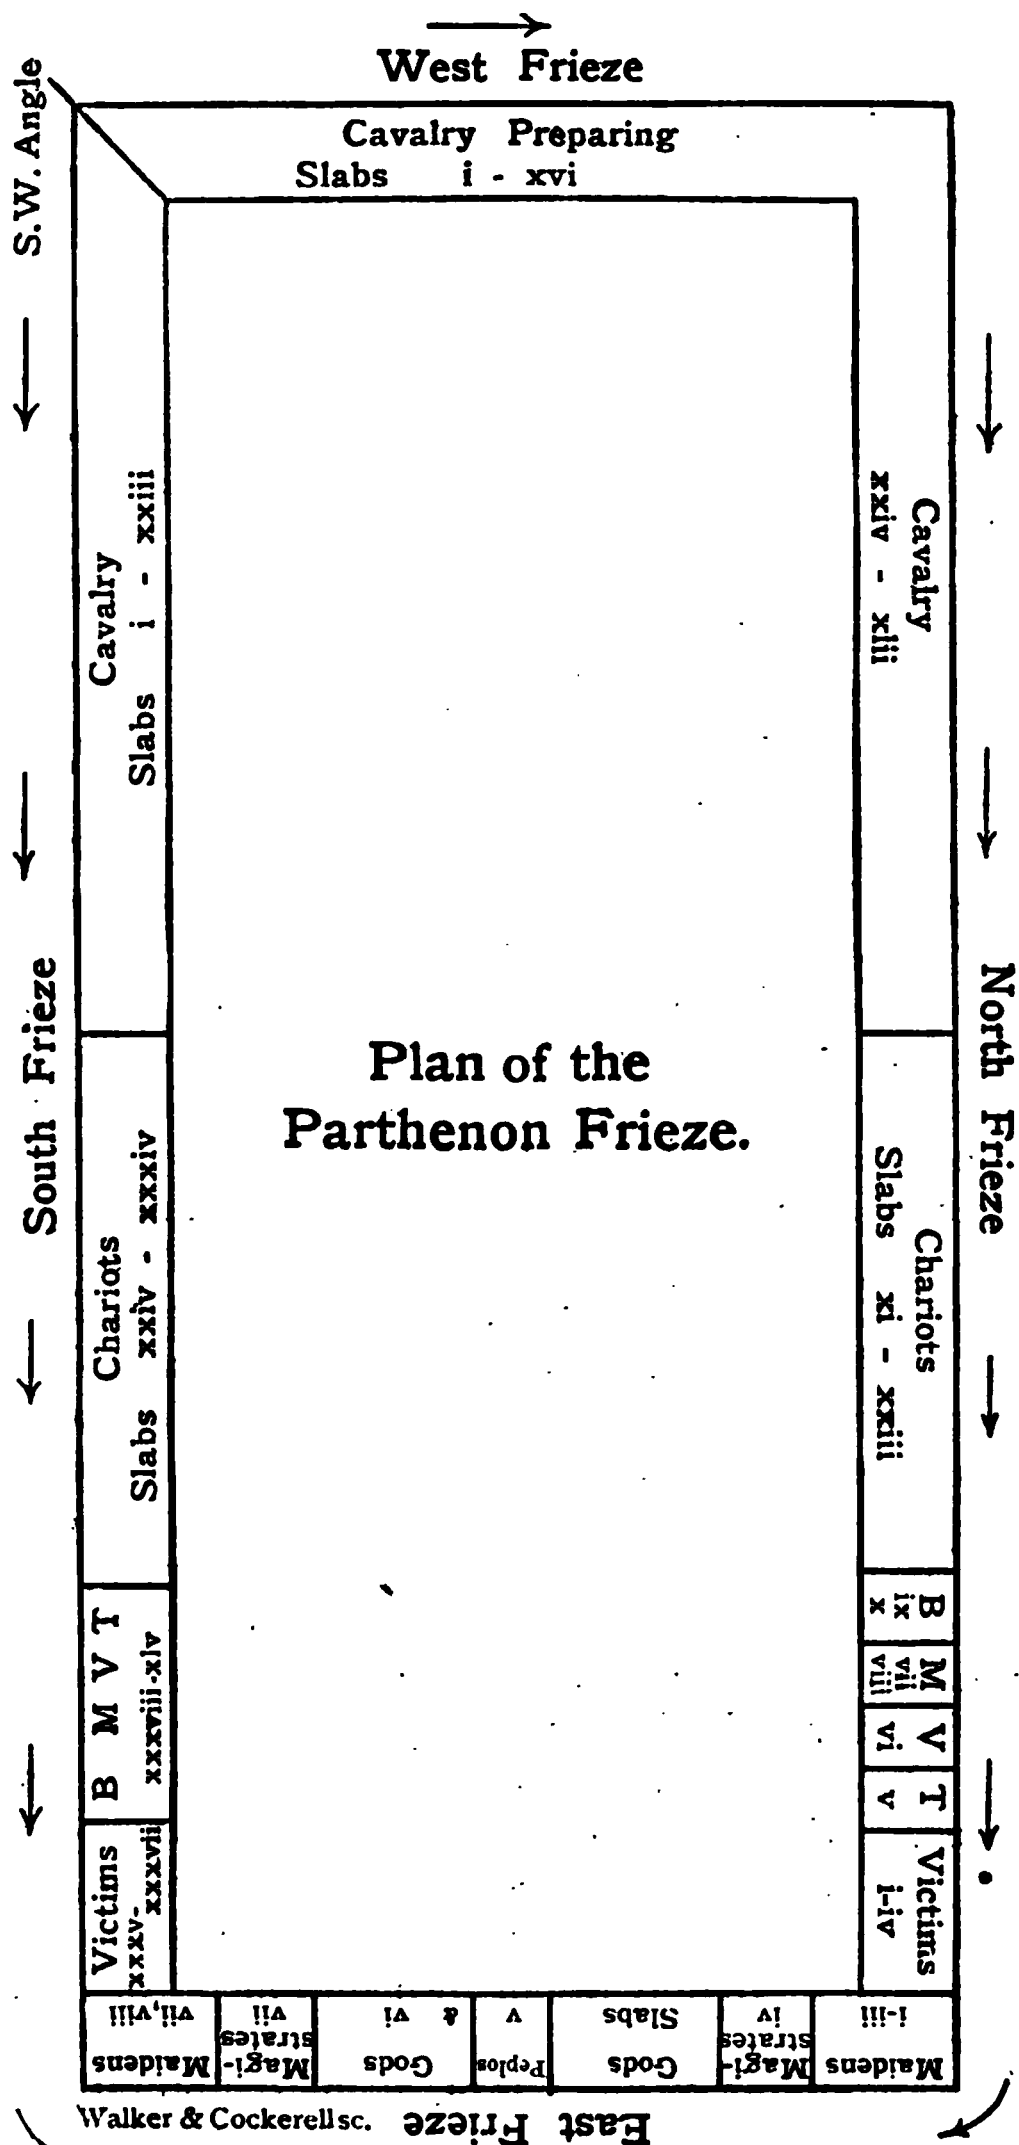 West Frieze
Cavalry Preparing
Slabs i - xvi
S.W. Angle
South Frieze
Cavalry
Slabs i - xxiii
Chariots
Slabs xxiv - xxxiv
B M V T
xxxviii-xlv
Victims
xxxv-
xxxvii
Plan of the
Parthenon Frieze.
North Frieze
Cavalry
xxiv - xlii
Chariots
Slabs xi - xxiii
B
ix
x
M
vii
viii
V
vi
T
v
Victims
i-iv
East Frieze
Maidens
i-iii
Magi-
strates
iv
Gods
Slabs
Peplos
v
Gods
& vi
Magi-
strates
vii
Maidens
vii, viii
Walker & Cockerell sc.